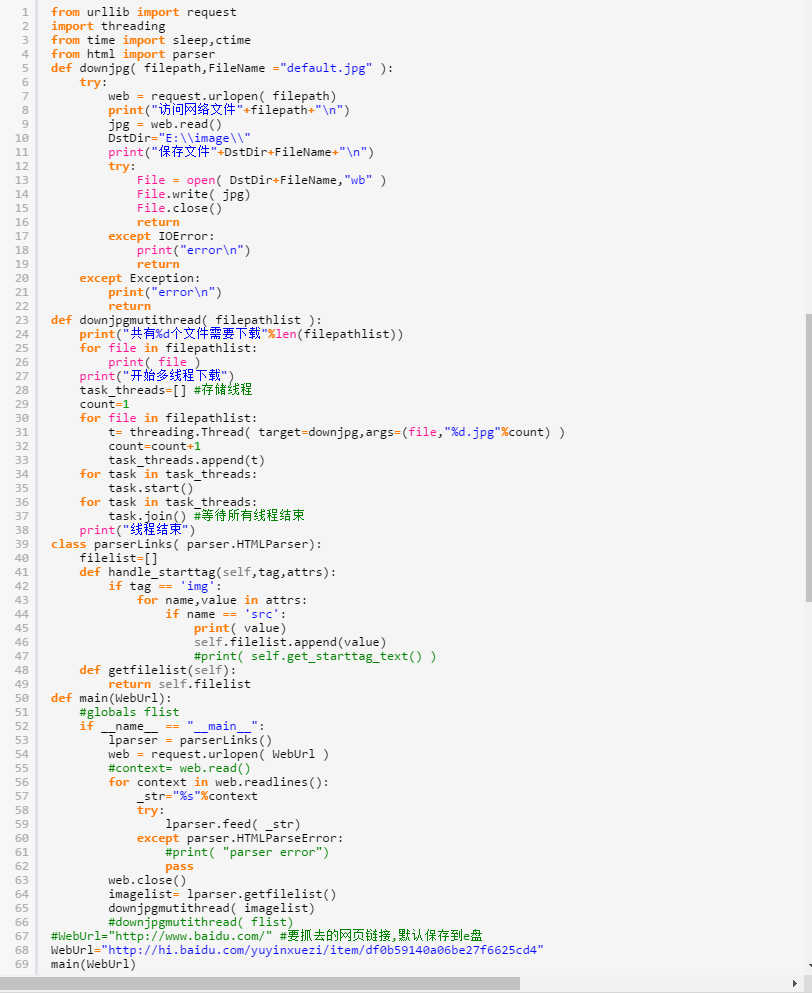 1 from urllib import request
2 import threading
3 from time import sleep,ctime
4 from html import parser
5 def downjpg( filepath,FileName ="default.jpg" ):
6     try:
7         web = request.urlopen( filepath)
8         print("访问网络文件"+filepath+"\n")
9         jpg = web.read()
10         DstDir="E:\\image\\"
11         print("保存文件"+DstDir+FileName+"\n")
12         try:
13             File = open( DstDir+FileName,"wb" )
14             File.write( jpg)
15             File.close()
16             return
17         except IOError:
18             print("error\n")
19             return
20     except Exception:
21         print("error\n")
22         return
23 def downjpgmutithread( filepathlist ):
24     print("共有%d个文件需要下载"%len(filepathlist))
25     for file in filepathlist:
26         print( file )
27     print("开始多线程下载")
28     task_threads=[] #存储线程
29     count=1
30     for file in filepathlist:
31         t= threading.Thread( target=downjpg,args=(file,"%d.jpg"%count) )
32         count=count+1
33         task_threads.append(t)
34     for task in task_threads:
35         task.start()
36     for task in task_threads:
37         task.join() #等待所有线程结束
38     print("线程结束")
39 class parserLinks( parser.HTMLParser):
40     filelist=[]
41     def handle_starttag(self,tag,attrs):
42         if tag == 'img':
43             for name,value in attrs:
44                 if name == 'src':
45                     print( value)
46                     self.filelist.append(value)
47                     #print( self.get_starttag_text() )
48     def getfilelist(self):
49         return self.filelist
50 def main(WebUrl):
51     #globals flist
52     if __name__ == "__main__":
53         lparser = parserLinks()
54         web = request.urlopen( WebUrl )
55         #context= web.read()
56         for context in web.readlines():
57             _str="%s"%context
58             try:
59                 lparser.feed( _str)
60             except parser.HTMLParseError:
61                 #print( "parser error")
62                 pass
63         web.close()
64         imagelist= lparser.getfilelist()
65         downjpgmutithread( imagelist)
66         #downjpgmutithread( flist)
67 #WebUrl="http://www.baidu.com/" #要抓去的网页链接,默认保存到e盘
68 WebUrl="http://hi.baidu.com/yuyinxuezi/item/df0b59140a06be27f6625cd4"
69 main(WebUrl)